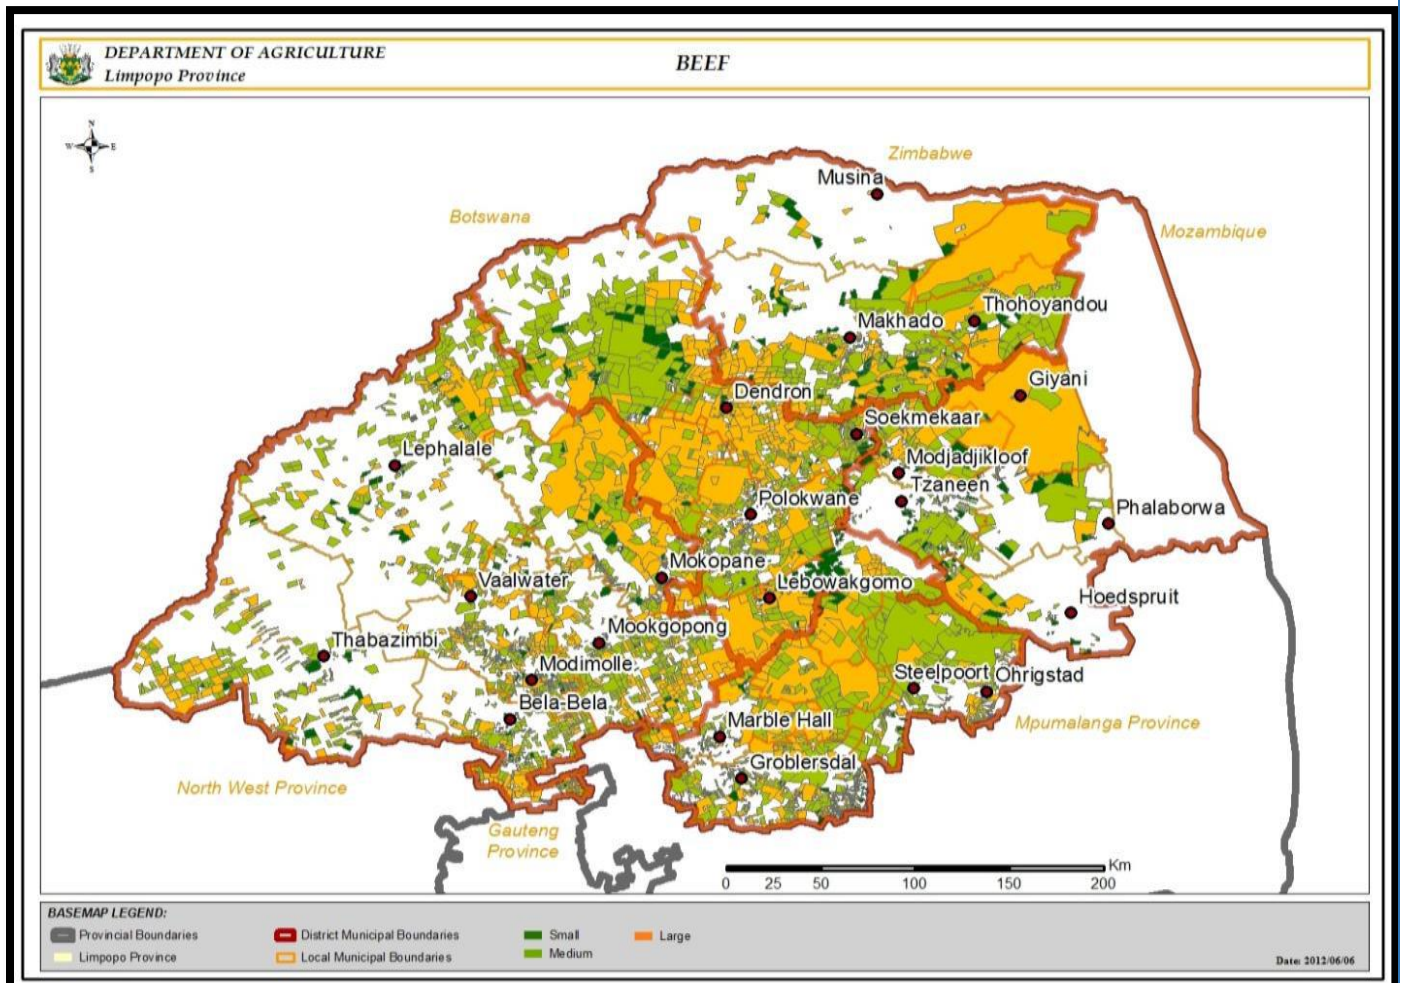 DEPARTMENT OF AGRICULTURE
Limpopo Province
BEEF
N
W E
S
Zimbabwe
Musina
Botswana
Mozambique
Thohoyandou
Makhado
Giyani
Dendron
Soekmekaar
Lephalale
Modjadjikloof
Tzaneen
Polokwane
Phalaborwa
Mokopane
Vaalwater
Lebowakgomo
Hoedspruit
Mookgopong
Thabazimbi
Modimolle
Steelpoort
Ohrigstad
Bela-Bela
Marble Hall
Mpumalanga Province
Groblersdal
North West Province
Gauteng
Province
Km
0 25 50 100 150 200
BASEMAP LEGEND:
Provincial Boundaries
District Municipal Boundaries
Small
Large
Limpopo Province
Local Municipal Boundaries
Medium
Date: 2012/06/06